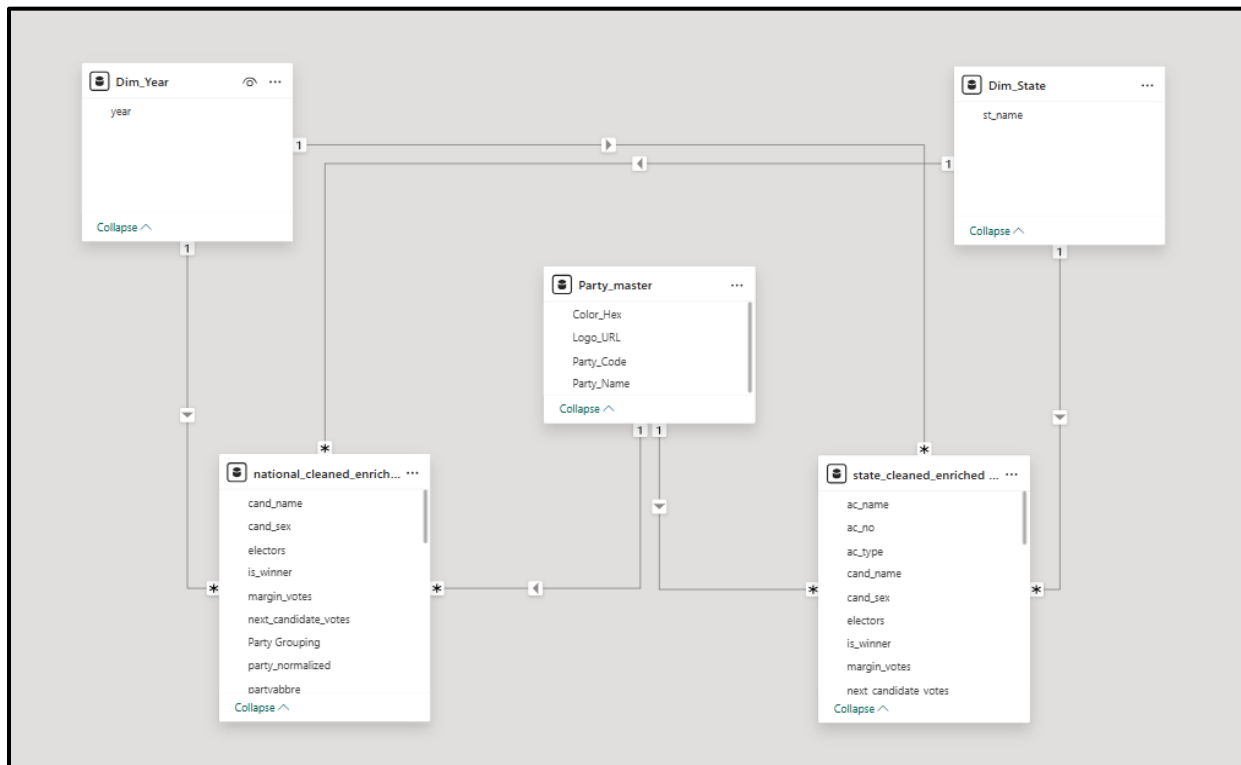 Dim_Year
year
Collapse
1
1
Dim_State
st_name
Collapse
1
1
Party_master
Color_Hex
Logo_URL
Party_Code
Party_Name
Collapse
1
1
national_cleaned_enrich...
cand_name
cand_sex
electors
is_winner
margin_votes
next_candidate_votes
Party Grouping
party_normalized
partyabbre
Collapse
*
*
*
state_cleaned_enriched ...
ac_name
ac_no
ac_type
cand_name
cand_sex
electors
is_winner
margin_votes
next_candidate_votes
Collapse
*
*
*